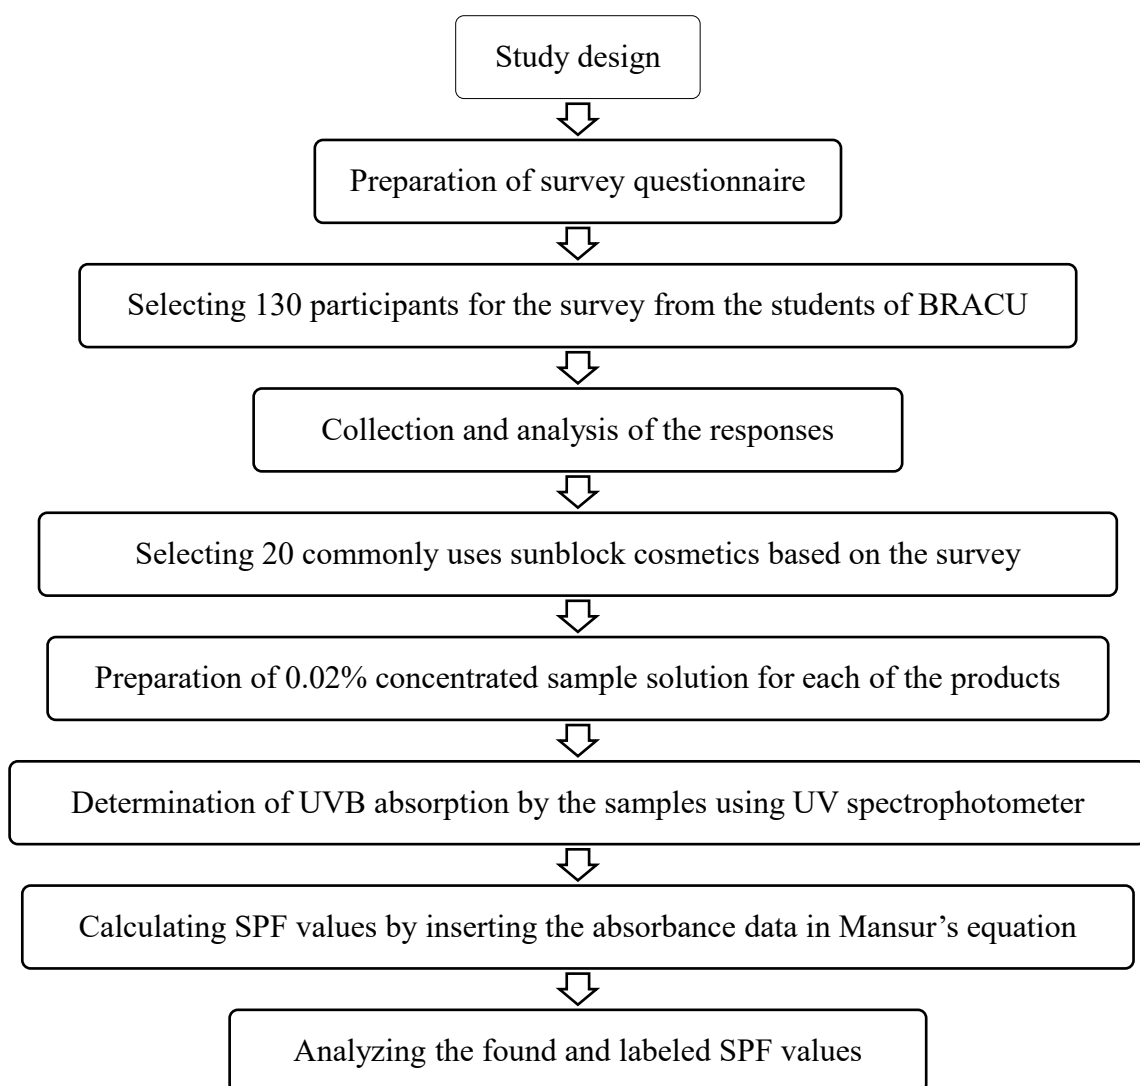 Study design
Preparation of survey questionnaire
Selecting 130 participants for the survey from the students of BRACU
Collection and analysis of the responses
Selecting 20 commonly uses sunblock cosmetics based on the survey
Preparation of 0.02% concentrated sample solution for each of the products
Determination of UVB absorption by the samples using UV spectrophotometer
Calculating SPF values by inserting the absorbance data in Mansur’s equation
Analyzing the found and labeled SPF values